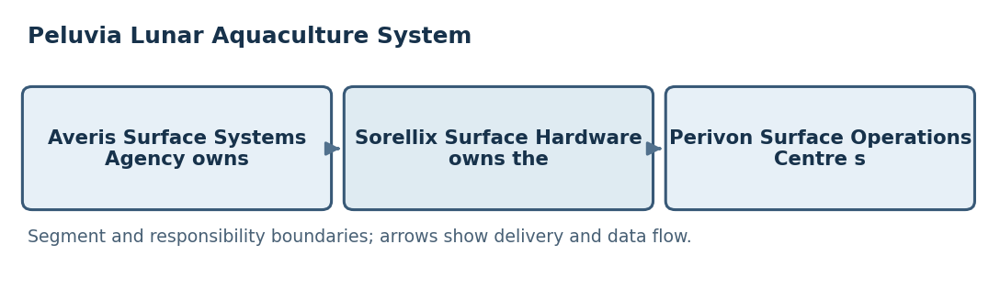 Peluvia Lunar Aquaculture System
Averis Surface Systems
Agency owns
Sorellix Surface Hardware
owns the
Perivon Surface Operations
Centre s
Segment and responsibility boundaries; arrows show delivery and data flow.